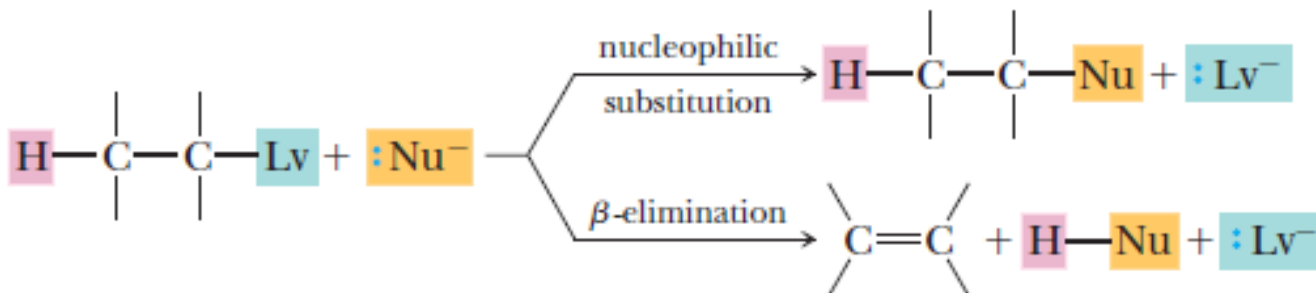 nucleophilic
substitution
H—C—C—Nu + :Lv⁻
H—C—C—Lv + :Nu⁻
β-elimination
C=C + H—Nu + :Lv⁻